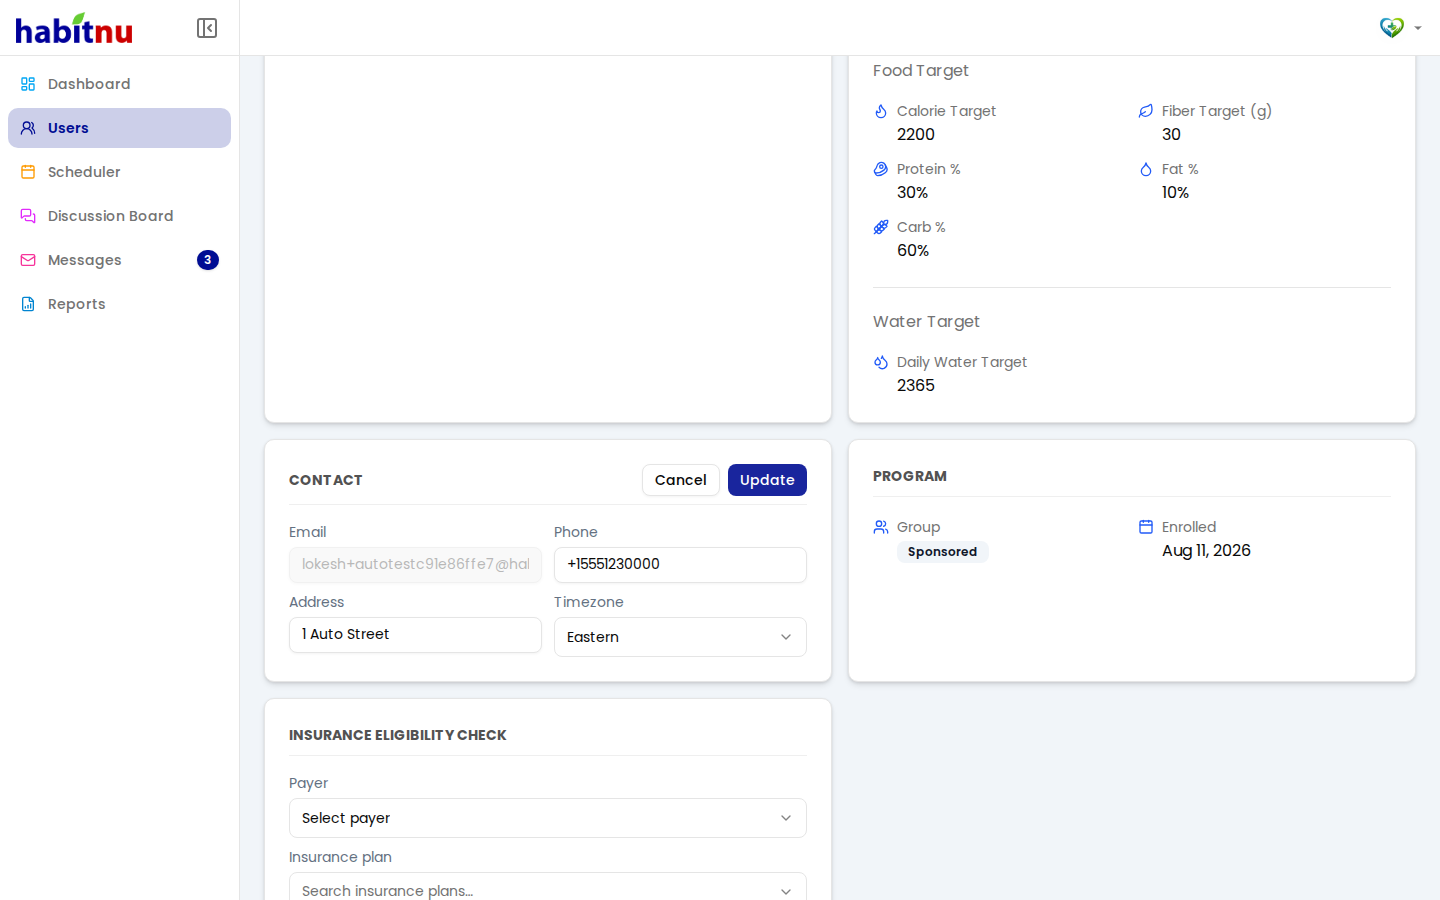 habitnu
Dashboard
Users
Scheduler
Discussion Board
Messages
3
Reports
Food Target
Calorie Target
2200
Fiber Target (g)
30
Protein %
30%
Fat %
10%
Carb %
60%
Water Target
Daily Water Target
2365
CONTACT
Cancel
Update
Email
lokesh+autotestc91e86ffe7@hal
Phone
+15551230000
Address
1 Auto Street
Timezone
Eastern
PROGRAM
Group
Sponsored
Enrolled
Aug 11, 2026
INSURANCE ELIGIBILITY CHECK
Payer
Select payer
Insurance plan
Search insurance plans...